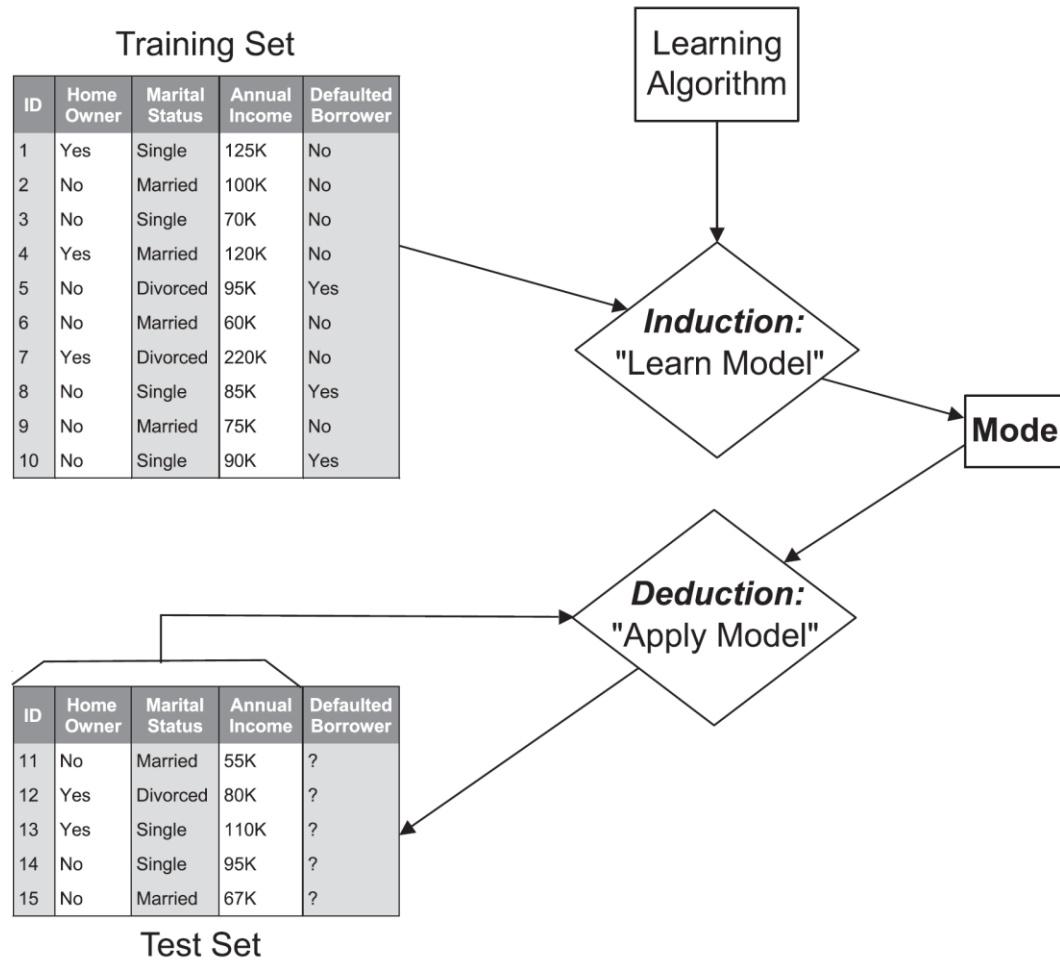 Training Set
ID Home Owner Marital Status Annual Income Defaulted Borrower
1 Yes Single 125K No
2 No Married 100K No
3 No Single 70K No
4 Yes Married 120K No
5 No Divorced 95K Yes
6 No Married 60K No
7 Yes Divorced 220K No
8 No Single 85K Yes
9 No Married 75K No
10 No Single 90K Yes
Learning
Algorithm
Induction:
"Learn Model"
Mode
Deduction:
"Apply Model"
ID Home Owner Marital Status Annual Income Defaulted Borrower
11 No Married 55K ?
12 Yes Divorced 80K ?
13 Yes Single 110K ?
14 No Single 95K ?
15 No Married 67K ?
Test Set